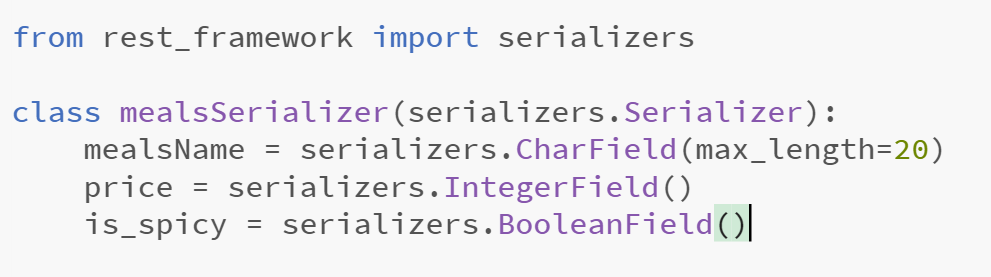 from rest_framework import serializers
class mealsSerializer(serializers.Serializer):
mealsName = serializers.CharField(max_length=20)
price = serializers.IntegerField()
is_spicy = serializers.BooleanField()